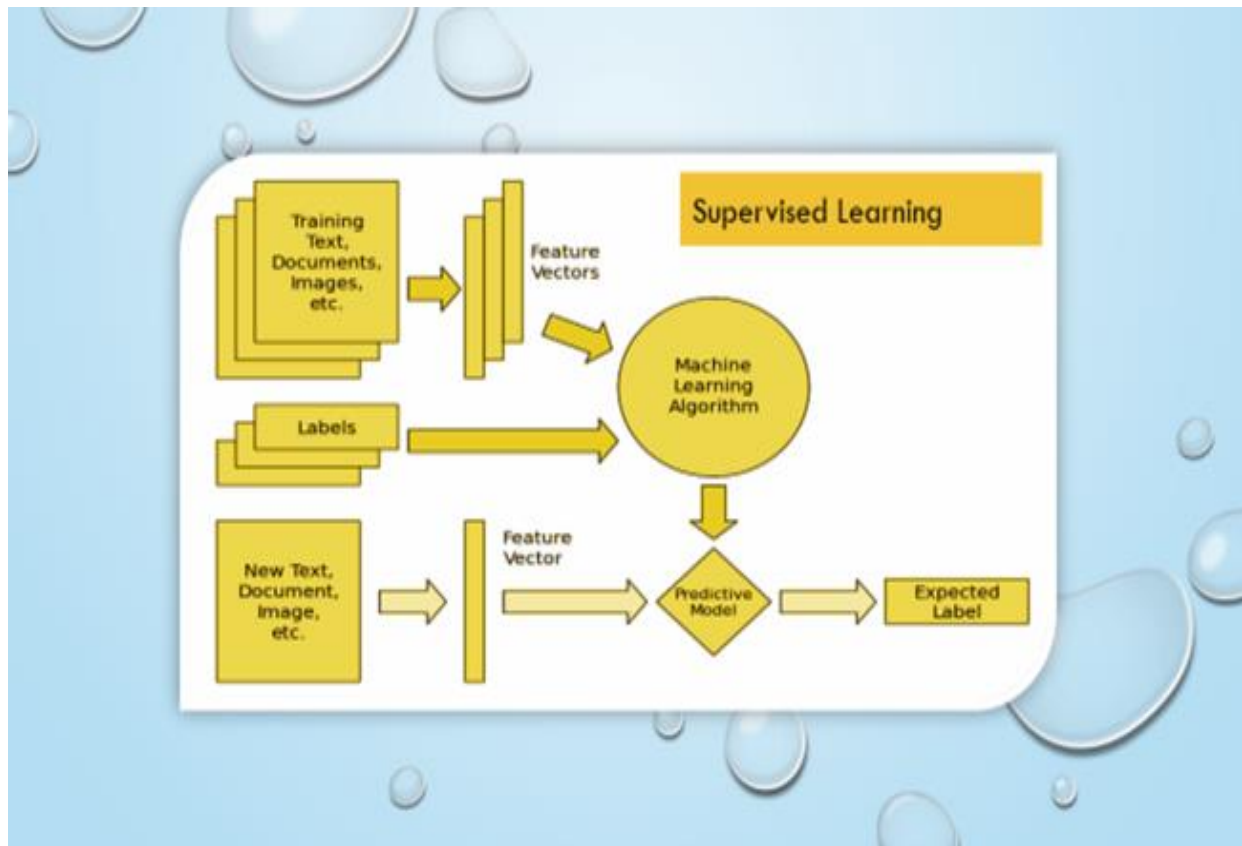 Supervised Learning
Training
Text,
Documents,
Images,
etc.
Feature
Vectors
Machine
Learning
Algorithm
Labels
New Text,
Document,
Image,
etc.
Feature
Vector
Predictive
Model
Expected
Label